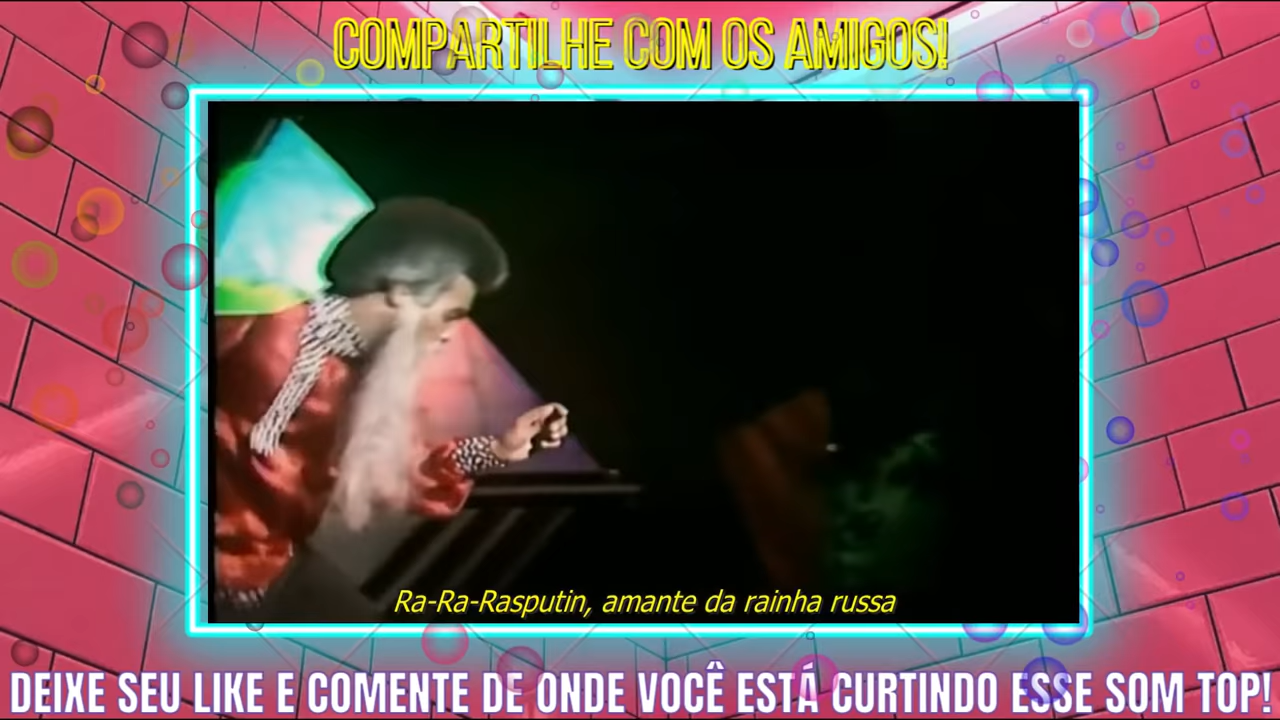 COMPARTILHE COM OS AMIGOS!
Ra-Ra-Rasputin, amante da rainha russa
DEIXE SEU LIKE E COMENTE DE ONDE VOCÊ ESTÁ CURTINDO ESSE SOM TOP!